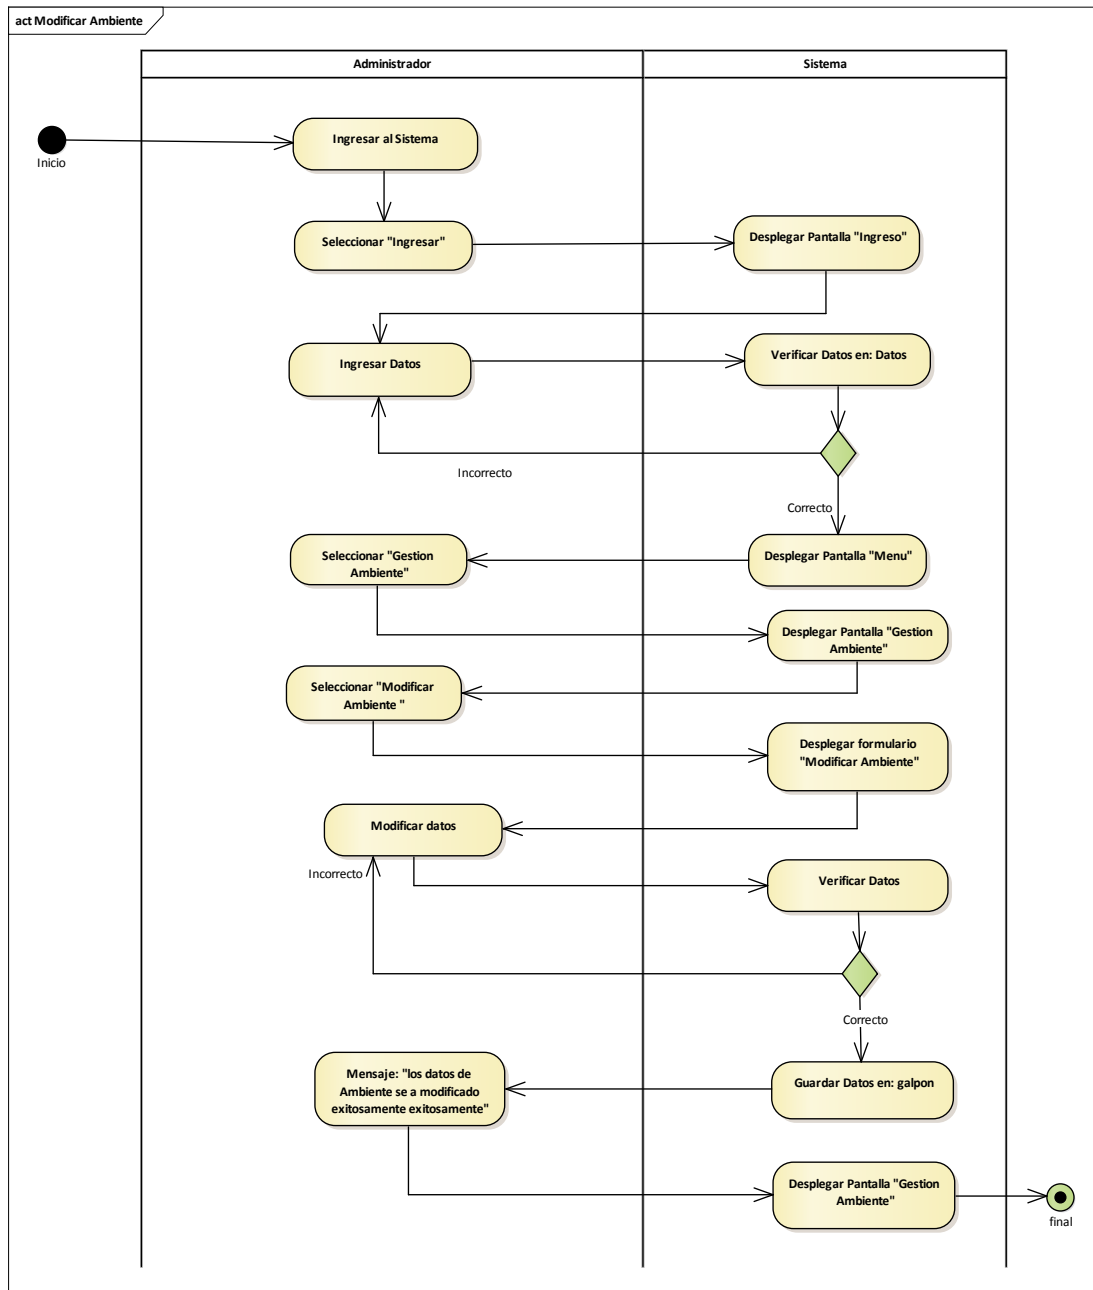 act Modificar Ambiente
Administrador
Sistema
Inicio
Ingresar al Sistema
Seleccionar "Ingresar"
Desplegar Pantalla "Ingreso"
Ingresar Datos
Verificar Datos en: Datos
Incorrecto
Correcto
Seleccionar "Gestion
Ambiente"
Desplegar Pantalla "Menu"
Desplegar Pantalla "Gestion
Ambiente"
Seleccionar "Modificar
Ambiente "
Desplegar formulario
"Modificar Ambiente"
Modificar datos
Incorrecto
Verificar Datos
Correcto
Mensaje: "los datos de
Ambiente se a modificado
exitosamente exitosamente"
Guardar Datos en: galpon
Desplegar Pantalla "Gestion
Ambiente"
final